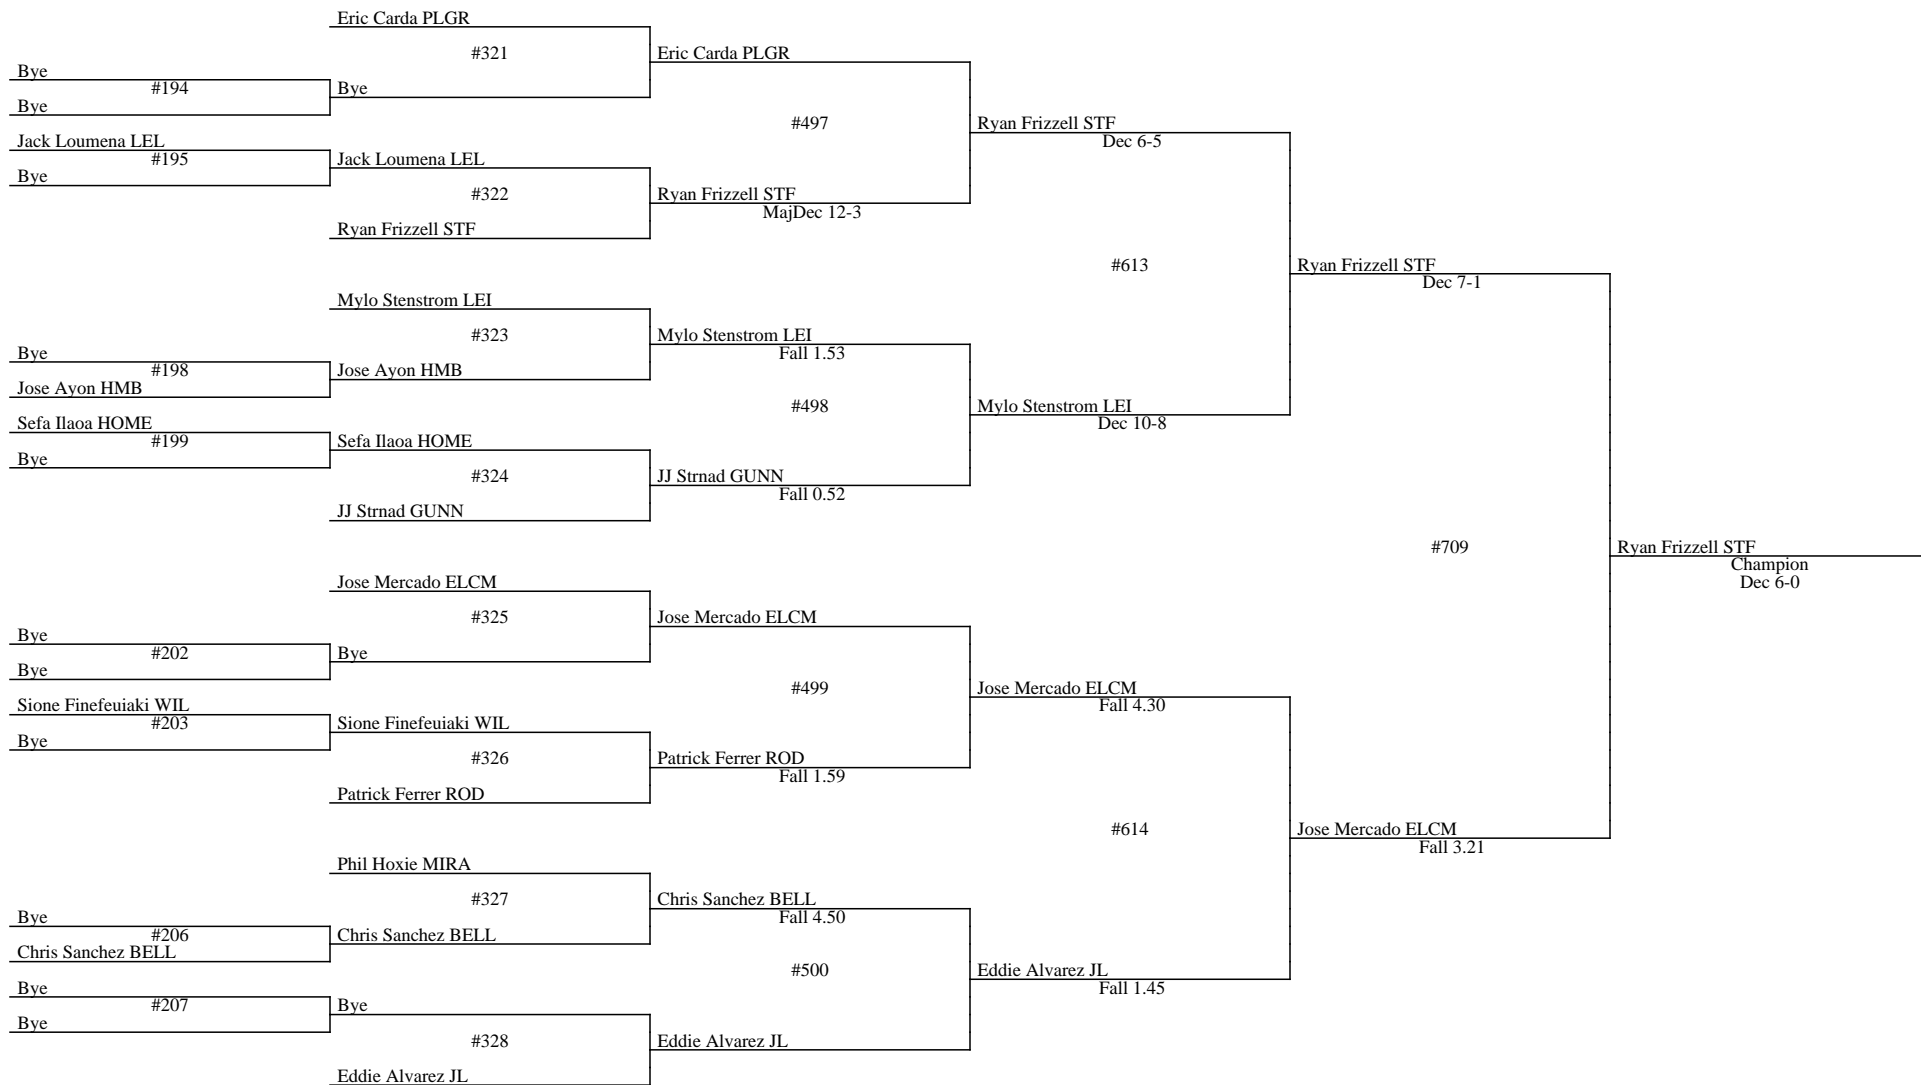 Eric Carda PLGR
#321
Eric Carda PLGR
Bye
#194
Bye
Bye
#497
Ryan Frizzell STF
Dec 6-5
Jack Loumena LEL
#195
Jack Loumena LEL
Bye
#322
Ryan Frizzell STF
MajDec 12-3
Ryan Frizzell STF
#613
Ryan Frizzell STF
Dec 7-1
Mylo Stenstrom LEI
#323
Mylo Stenstrom LEI
Fall 1.53
Bye
#198
Jose Ayon HMB
Jose Ayon HMB
#498
Mylo Stenstrom LEI
Dec 10-8
Sefa Ilaoa HOME
#199
Sefa Ilaoa HOME
Bye
#324
JJ Strnad GUNN
Fall 0.52
JJ Strnad GUNN
#709
Ryan Frizzell STF
Champion
Dec 6-0
Jose Mercado ELCM
#325
Jose Mercado ELCM
Bye
#202
Bye
Bye
#499
Jose Mercado ELCM
Fall 4.30
Sione Finefeuiaki WIL
#203
Sione Finefeuiaki WIL
Bye
#326
Patrick Ferrer ROD
Fall 1.59
Patrick Ferrer ROD
#614
Jose Mercado ELCM
Fall 3.21
Phil Hoxie MIRA
#327
Chris Sanchez BELL
Fall 4.50
Bye
#206
Chris Sanchez BELL
Chris Sanchez BELL
#500
Eddie Alvarez JL
Fall 1.45
Bye
#207
Bye
Bye
#328
Eddie Alvarez JL
Eddie Alvarez JL